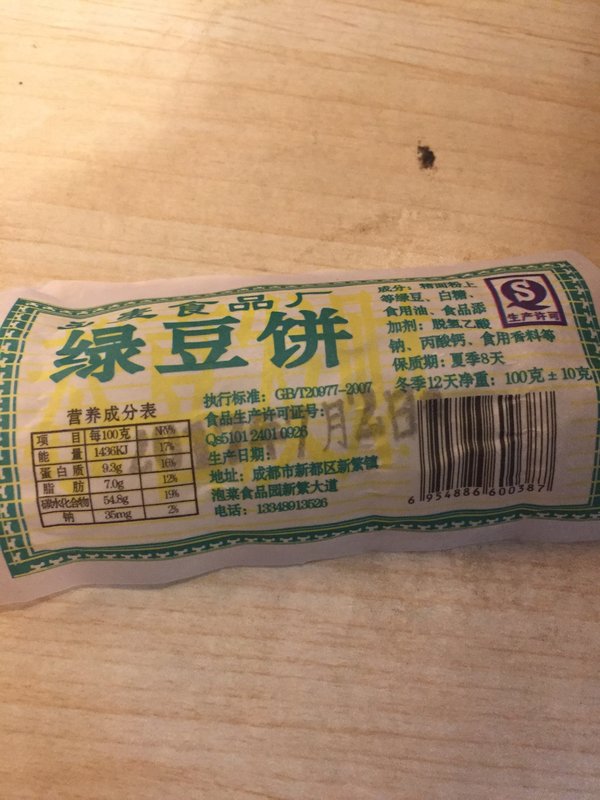 食品厂
绿豆饼
成分：精面粉上
等绿豆、白糖、
食用油、食品添
加剂：脱氢乙酸
钠、丙酸钙、食用香料等
保质期：夏季8天
冬季12天净重：100克±10克
生产许可
营养成分表
项 目 每100克 NRV%
能 量 1436KJ 17%
蛋白质 9.3g 16%
脂 肪 7.0g 12%
碳水化合物 54.8g 19%
钠 35mg 2%
执行标准：GB/T20977-2007
食品生产许可证号：
Qs5101 2401 0926
生产日期：
地址：成都市新都区新繁镇
泡菜食品园新繁大道
电话：13348913526
6 954886 600387